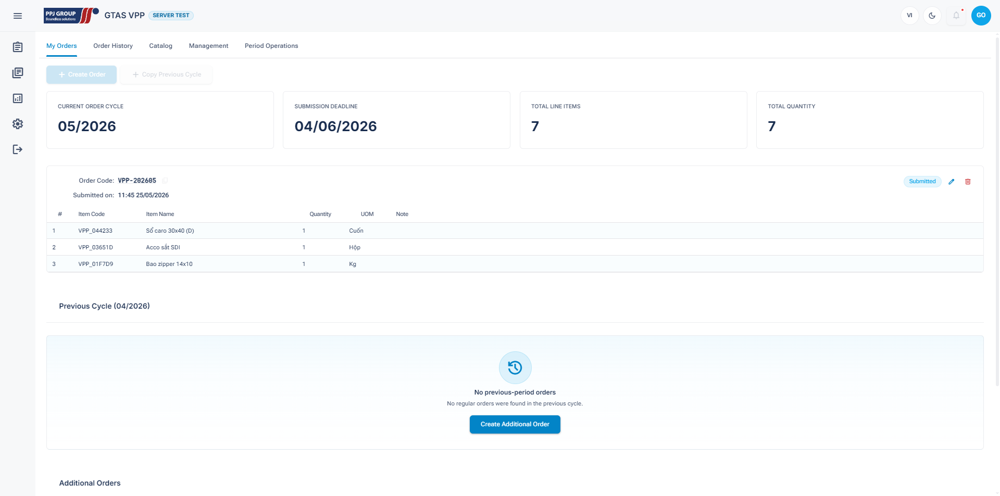 PPJ GROUP
Boundless solutions
GTAS VPP
SERVER TEST
VI
GO
My Orders
Order History
Catalog
Management
Period Operations
Create Order
Copy Previous Cycle
CURRENT ORDER CYCLE
05/2026
SUBMISSION DEADLINE
04/06/2026
TOTAL LINE ITEMS
7
TOTAL QUANTITY
7
Order Code: VPP-202605
Submitted
Submitted on: 11:45 25/05/2026
# Item Code Item Name Quantity UOM Note
1 VPP_044233 Sổ caro 30x40 (D) 1 Cuốn
2 VPP_03651D Acco sắt SDI 1 Hộp
3 VPP_01F7D9 Bao zipper 14x10 1 Kg
Previous Cycle (04/2026)
No previous-period orders
No regular orders were found in the previous cycle.
Create Additional Order
Additional Orders